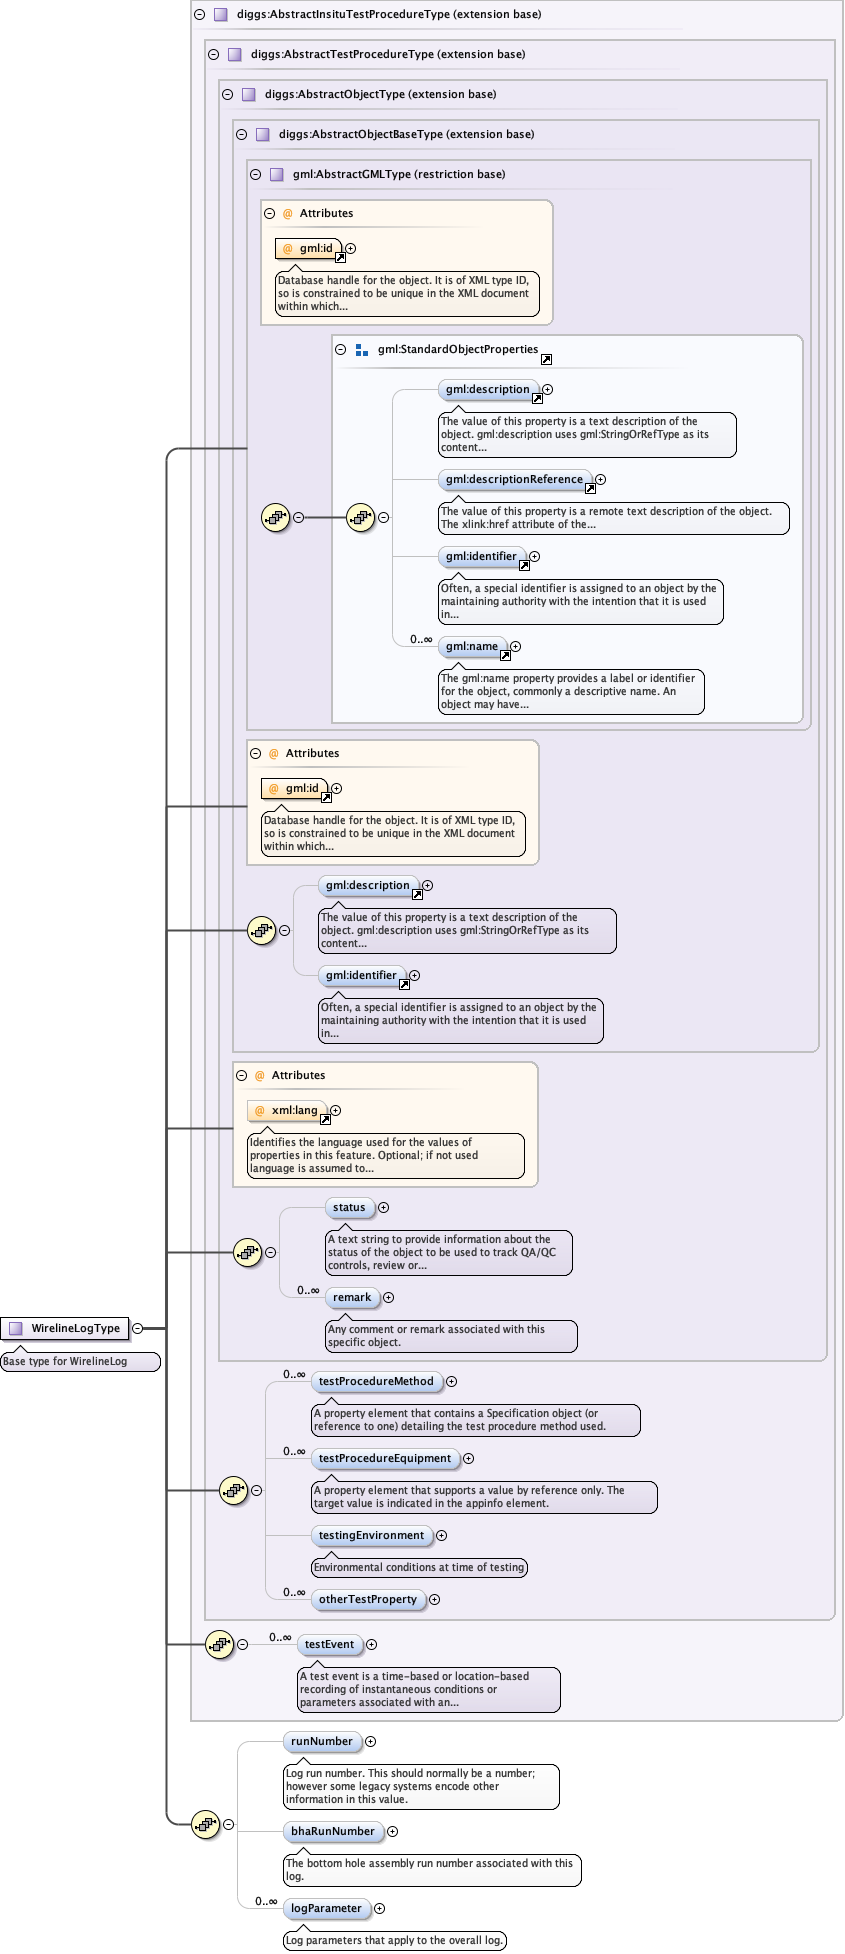 diggs:AbstractInsituTestProcedureType (extension base)
diggs:AbstractTestProcedureType (extension base)
diggs:AbstractObjectType (extension base)
diggs:AbstractObjectBaseType (extension base)
gml:AbstractGMLType (restriction base)
@ Attributes
@ gml:id
Database handle for the object. It is of XML type ID,
so is constrained to be unique in the XML document
within which...
gml:StandardObjectProperties
gml:description
The value of this property is a text description of the
object. gml:description uses gml:StringOrRefType as its
content...
gml:descriptionReference
The value of this property is a remote text description of the object.
The xlink:href attribute of the...
gml:identifier
Often, a special identifier is assigned to an object by the
maintaining authority with the intention that it is used
in...
0..∞
gml:name
The gml:name property provides a label or identifier
for the object, commonly a descriptive name. An
object may have...
@ Attributes
@ gml:id
Database handle for the object. It is of XML type ID,
so is constrained to be unique in the XML document
within which...
gml:description
The value of this property is a text description of the
object. gml:description uses gml:StringOrRefType as its
content...
gml:identifier
Often, a special identifier is assigned to an object by the
maintaining authority with the intention that it is used
in...
@ Attributes
@ xml:lang
Identifies the language used for the values of
properties in this feature. Optional; if not used
language is assumed to...
status
A text string to provide information about the
status of the object to be used to track QA/QC
controls, review or...
0..∞
remark
Any comment or remark associated with this
specific object.
WirelineLogType
Base type for WirelineLog
0..∞
testProcedureMethod
A property element that contains a Specification object (or
reference to one) detailing the test procedure method used.
0..∞
testProcedureEquipment
A property element that supports a value by reference only. The
target value is indicated in the appinfo element.
testingEnvironment
Environmental conditions at time of testing
0..∞
otherTestProperty
0..∞
testEvent
A test event is a time-based or location-based
recording of instantaneous conditions or
parameters associated with an...
runNumber
Log run number. This should normally be a number;
however some legacy systems encode other
information in this value.
bhaRunNumber
The bottom hole assembly run number associated with this
log.
0..∞
logParameter
Log parameters that apply to the overall log.